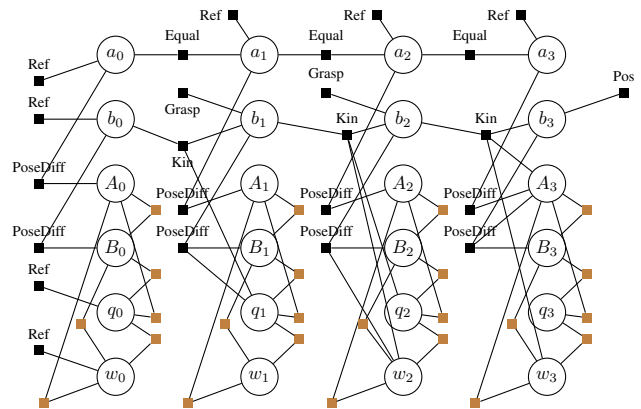 Ref Ref Ref
Equal Equal Equal
a₀ a₁ a₂ a₃
Ref
Grasp Pos
Ref
Grasp
b₀ b₁ b₂ b₃
Kin Kin
Kin
PoseDiff
A₀ A₁ A₂ A₃
PoseDiff PoseDiff PoseDiff
PoseDiff PoseDiff PoseDiff PoseDiff
B₀ B₁ B₂ B₃
Ref
q₀ q₁ q₂ q₃
Ref
w₀ w₁ w₂ w₃